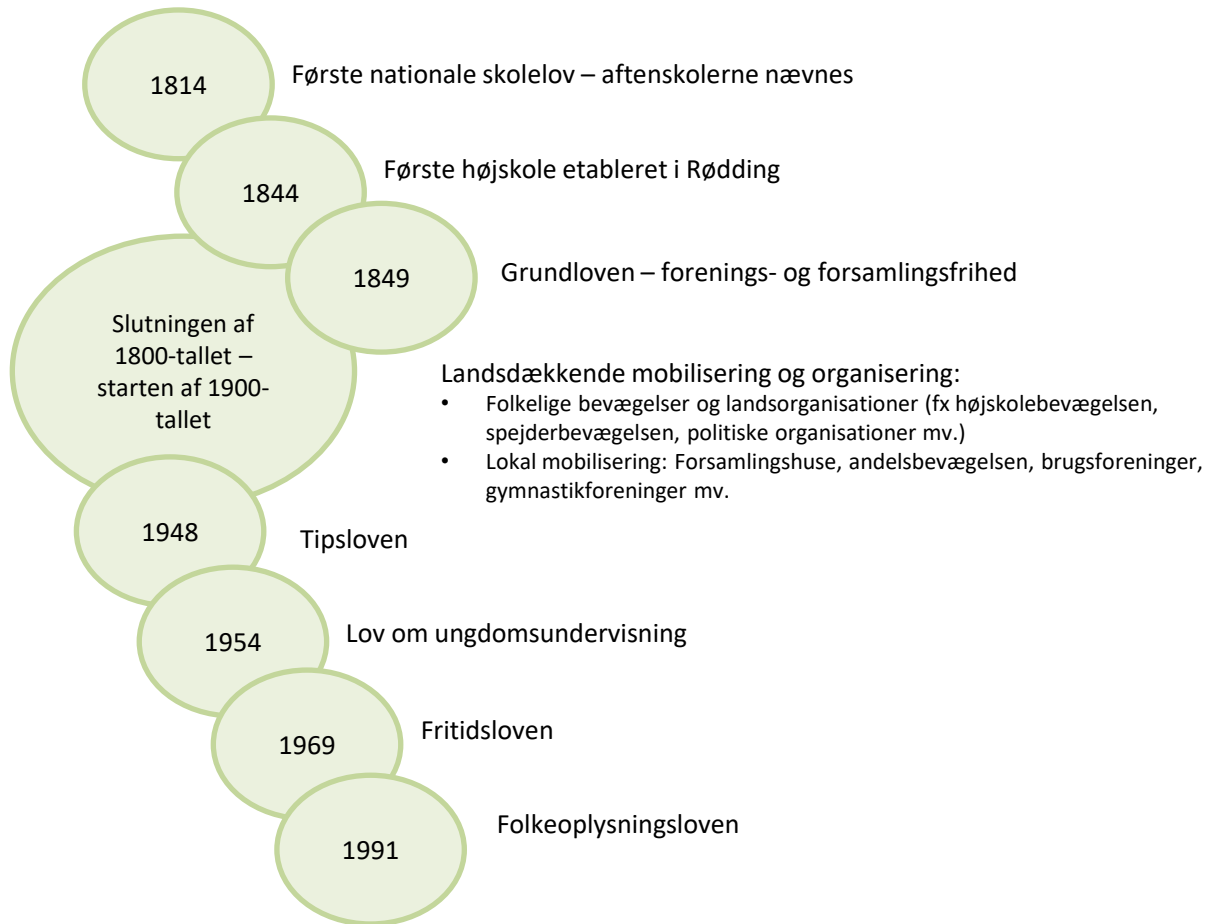 1814
Første nationale skolelov – aftenskolerne nævnes
1844
Første højskole etableret i Rødding
1849
Grundloven – forenings- og forsamlingsfrihed
Slutningen af
1800-tallet –
starten af 1900-
tallet
Landsdækkende mobilisering og organisering:
• Folkelige bevægelser og landsorganisationer (fx højskolebevægelsen,
spejderbevægelsen, politiske organisationer mv.)
• Lokal mobilisering: Forsamlingshuse, andelsbevægelsen, brugsforeninger,
gymnastikforeninger mv.
1948
Tipsloven
1954
Lov om ungdomsundervisning
1969
Fritidsloven
1991
Folkeoplysningsloven